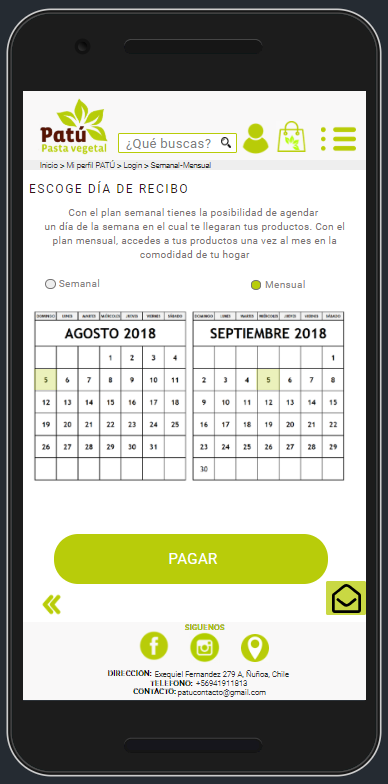 Patú
Pasta vegetal
¿Qué buscas?
Inicio > Mi perfil PATÚ > Login > Semanal-Mensual
ESCOGE DÍA DE RECIBO
Con el plan semanal tienes la posibilidad de agendar
un día de la semana en el cual te llegaran tus productos. Con el
plan mensual, accedes a tus productos una vez al mes en la
comodidad de tu hogar
Semanal
Mensual
DOMINGO LUNES MARTES MIÉRCOLES JUEVES VIERNES SÁBADO
AGOSTO 2018
1 2 3 4
5 6 7 8 9 10 11
12 13 14 15 16 17 18
19 20 21 22 23 24 25
26 27 28 29 30 31
DOMINGO LUNES MARTES MIÉRCOLES JUEVES VIERNES SÁBADO
SEPTIEMBRE 2018
1
2 3 4 5 6 7 8
9 10 11 12 13 14 15
16 17 18 19 20 21 22
23 24 25 26 27 28 29
30
PAGAR
SIGUENOS
DIRECCIÓN: Exequiel Fernandez 279 A, Ñuñoa, Chile
TELEFONO: +56941911813
CONTACTO: patucontacto@gmail.com